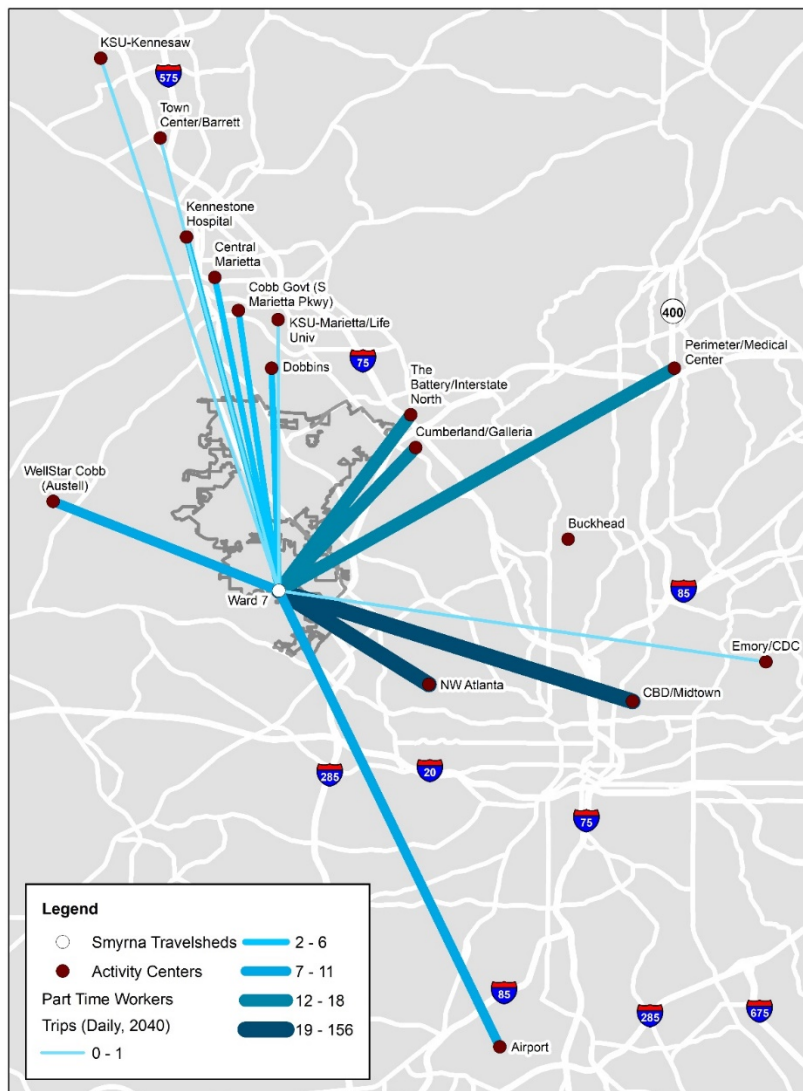 KSU-Kennesaw
575
Town
Center/Barrett
Kennestone
Hospital
Central
Marietta
Cobb Govt (S
Marietta Pkwy)
KSU-Marietta/Life
Univ
400
Dobbins
75
The
Battery/Interstate
North
Perimeter/Medical
Center
Cumberland/Galleria
WellStar Cobb
(Austell)
Buckhead
Ward 7
85
Emory/CDC
NW Atlanta
CBD/Midtown
285
20
75
85
285
675
Airport
Legend
Smyrna Travelsheds
Activity Centers
Part Time Workers
Trips (Daily, 2040)
0 - 1
2 - 6
7 - 11
12 - 18
19 - 156